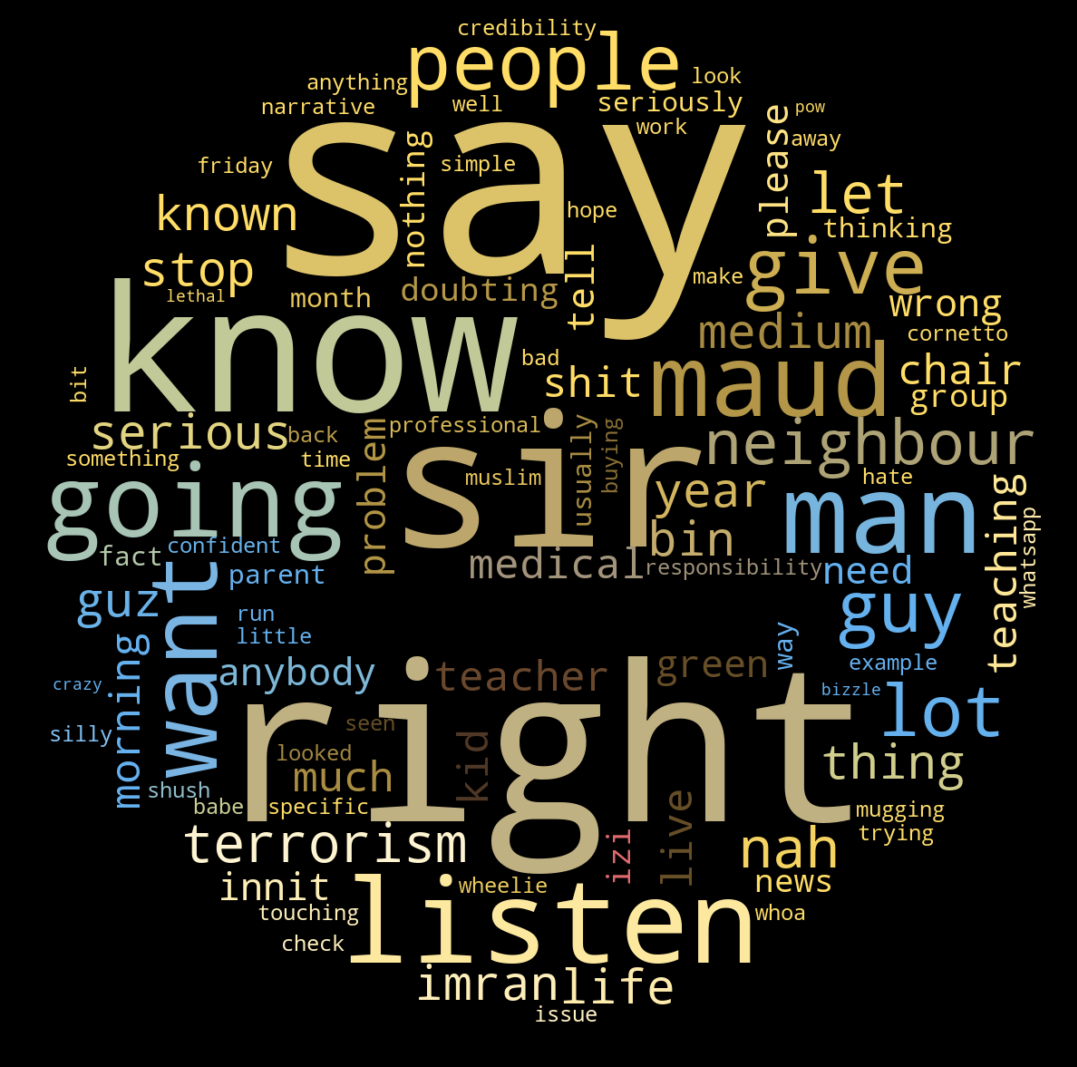 credibility
people
look
anything
narrative
well
seriously
pow
say
work
please
away
friday
nothing
simple
let
known
hope
thinking
stop
tell
give
know
lethal
month
doubting
make
wrong
medium
cornetto
bit
bad
shit
maud
chair
group
serious
back
problem
professional
sir
usually
buying
neighbour
something
time
muslim
hate
going
year
man
teaching
whatsapp
fact
confident
bin
medical
responsibility
need
want
parent
guz
guy
run
little
morning
way
anybody
teacher
green
example
crazy
right
bizzle
lot
silly
seen
kid
looked
thing
much
shush
babe
specific
live
mugging
trying
terrorism
izi
nah
innit
listen
wheelie
news
touching
whoa
check
imran
life
issue